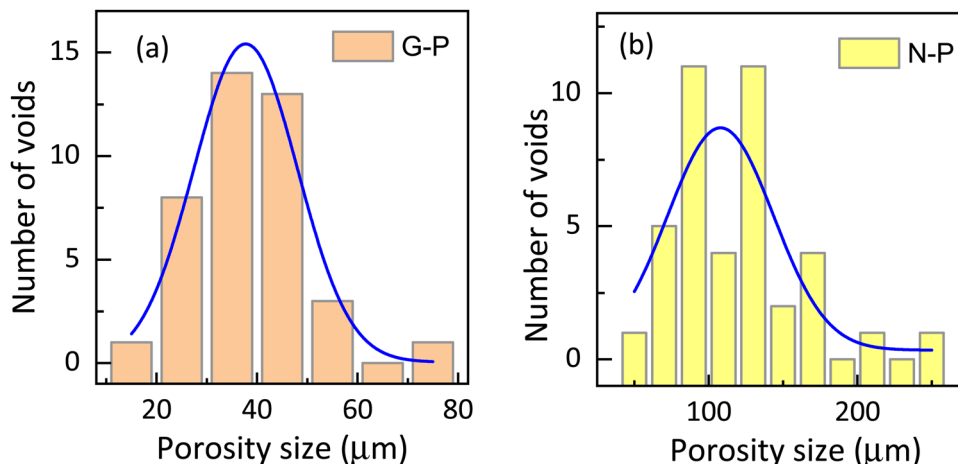 (a)
G-P
15
10
5
0
Number of voids
20 40 60 80
Porosity size (μm)
(b)
N-P
10
5
0
Number of voids
100 200
Porosity size (μm)